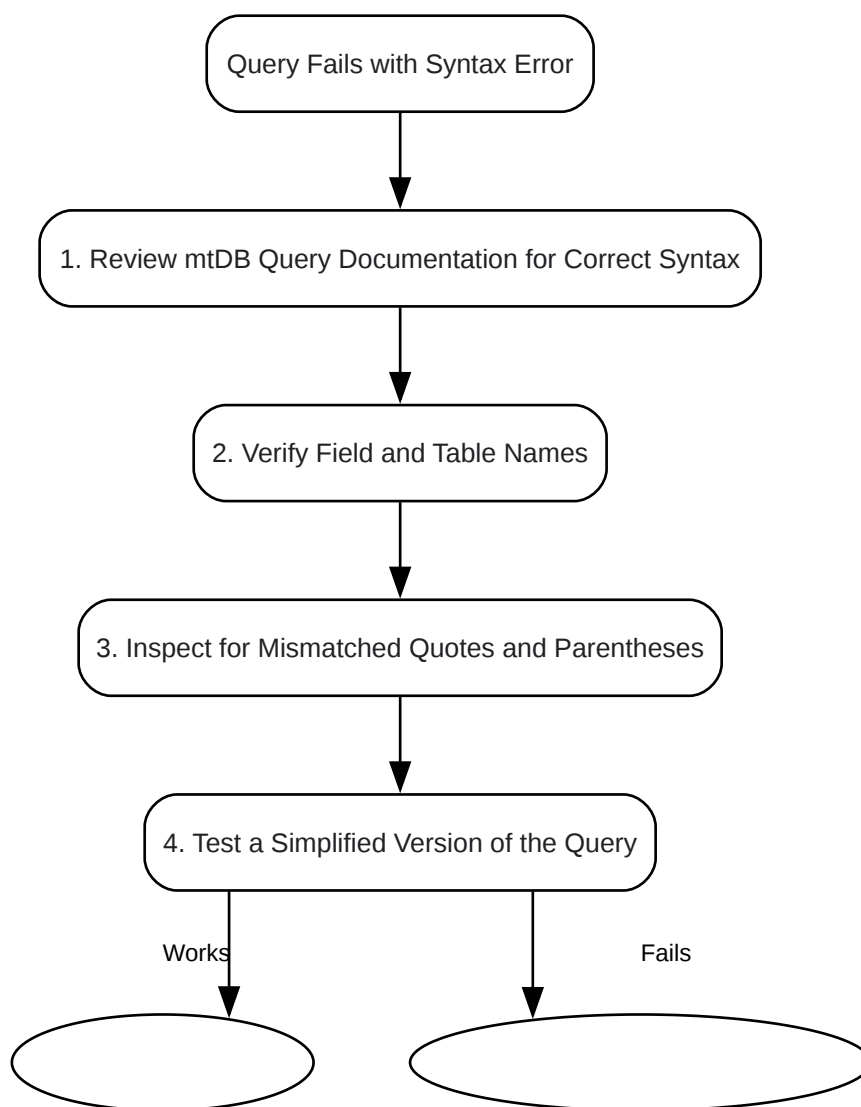 Query Fails with Syntax Error
1. Review mtDB Query Documentation for Correct Syntax
2. Verify Field and Table Names
3. Inspect for Mismatched Quotes and Parentheses
4. Test a Simplified Version of the Query
Works
Fails